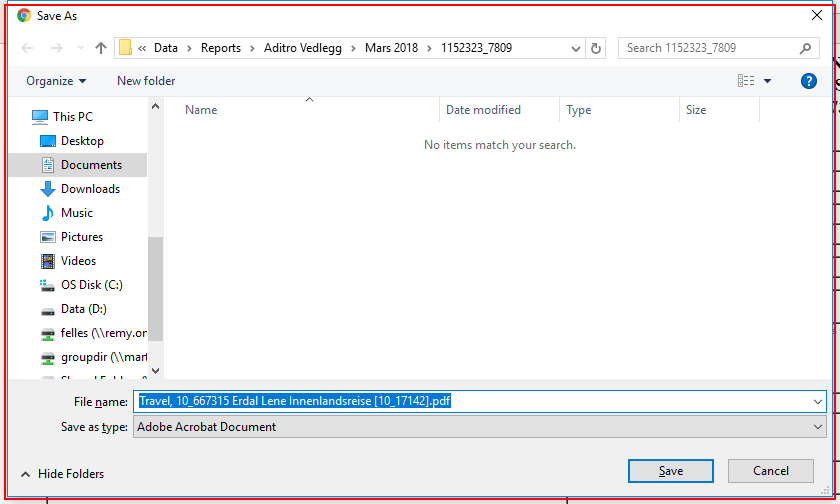 Save As
« Data > Reports > Aditro Vedlegg > Mars 2018 > 1152323_7809
Search 1152323_7809
Organize
New folder
Name
Date modified
Type
Size
No items match your search.
This PC
Desktop
Documents
Downloads
Music
Pictures
Videos
OS Disk (C:)
Data (D:)
felles (\\remy.on
groupdir (\\mart
File name:
Travel, 10_667315 Erdal Lene Innenlandsreise [10_17142].pdf
Save as type:
Adobe Acrobat Document
Hide Folders
Save
Cancel